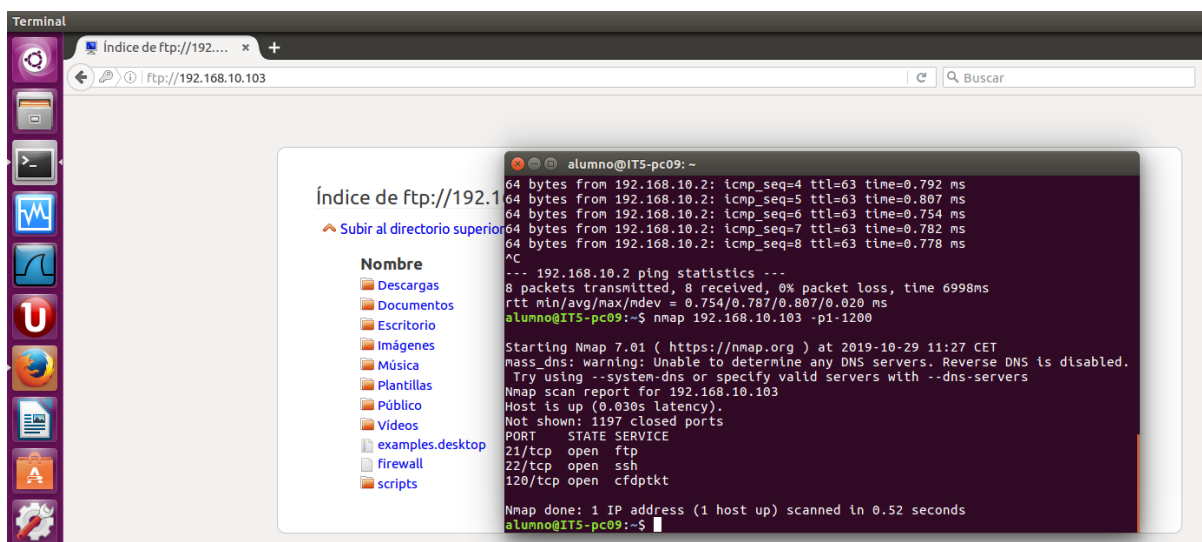 Terminal
Índice de ftp://192....
ftp://192.168.10.103
Buscar
Índice de ftp://192.1
Subir al directorio superior
Nombre
Descargas
Documentos
Escritorio
Imágenes
Música
Plantillas
Público
Vídeos
examples.desktop
firewall
scripts
alumno@IT5-pc09: ~
64 bytes from 192.168.10.2: icmp_seq=4 ttl=63 time=0.792 ms
64 bytes from 192.168.10.2: icmp_seq=5 ttl=63 time=0.807 ms
64 bytes from 192.168.10.2: icmp_seq=6 ttl=63 time=0.754 ms
64 bytes from 192.168.10.2: icmp_seq=7 ttl=63 time=0.782 ms
64 bytes from 192.168.10.2: icmp_seq=8 ttl=63 time=0.778 ms
^C
--- 192.168.10.2 ping statistics ---
8 packets transmitted, 8 received, 0% packet loss, time 6998ms
rtt min/avg/max/mdev = 0.754/0.787/0.807/0.020 ms
alumno@IT5-pc09:~$ nmap 192.168.10.103 -p1-1200
Starting Nmap 7.01 ( https://nmap.org ) at 2019-10-29 11:27 CET
mass_dns: warning: Unable to determine any DNS servers. Reverse DNS is disabled.
Try using --system-dns or specify valid servers with --dns-servers
Nmap scan report for 192.168.10.103
Host is up (0.030s latency).
Not shown: 1197 closed ports
PORT STATE SERVICE
21/tcp open ftp
22/tcp open ssh
120/tcp open cfdptkt
Nmap done: 1 IP address (1 host up) scanned in 0.52 seconds
alumno@IT5-pc09:~$